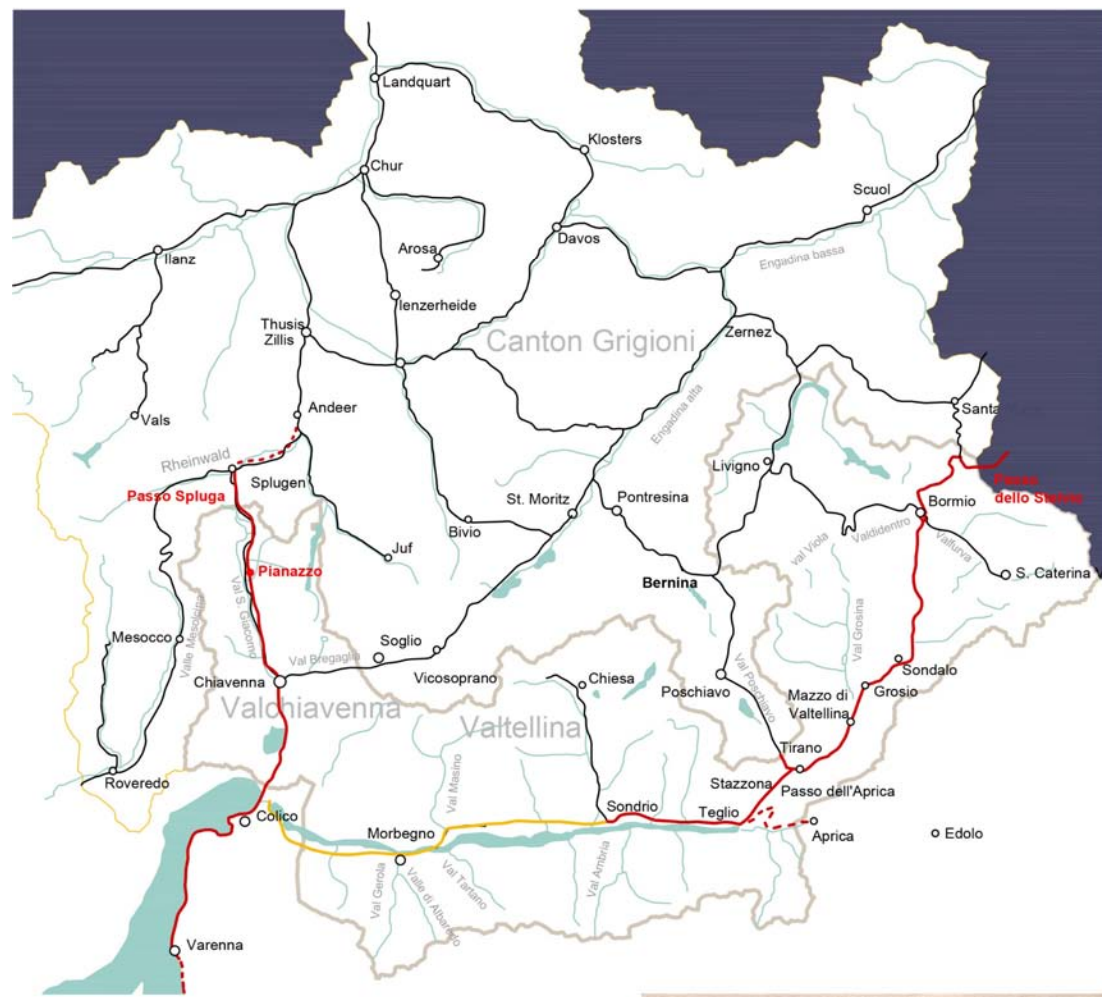 Landquart
Klosters
Chur
Scuol
Arosa
Davos
Ilanz
Engadina bassa
Ienzerheide
Thusis
Zillis
Canton Grigioni
Zernez
Andeer
Vals
Santa
Engadina alta
Rheinwald
Livigno
Splugen
Passo Spluga
St. Moritz
Pontresina
Passo
dello Stelvio
Bormio
Bivio
Valdidentro
val Viola
Valfurva
Juf
Pianazzo
Bernina
S. Caterina V
Val S. Giacomo
Valle Mesolcina
Val Grosina
Mesocco
Soglio
Val Bregaglia
Vicosoprano
Sondalo
Chiavenna
Chiesa
Poschiavo
Val Poschiavo
Grosio
Mazzo di
Valtellina
Valchiavenna
Valtellina
Tirano
Roveredo
Stazzona
Passo dell'Aprica
Val Masino
Colico
Sondrio
Teglio
Morbegno
Aprica
Edolo
Val Gerola
Valle di Albaredo
Val Tartano
Val Ambria
Varenna